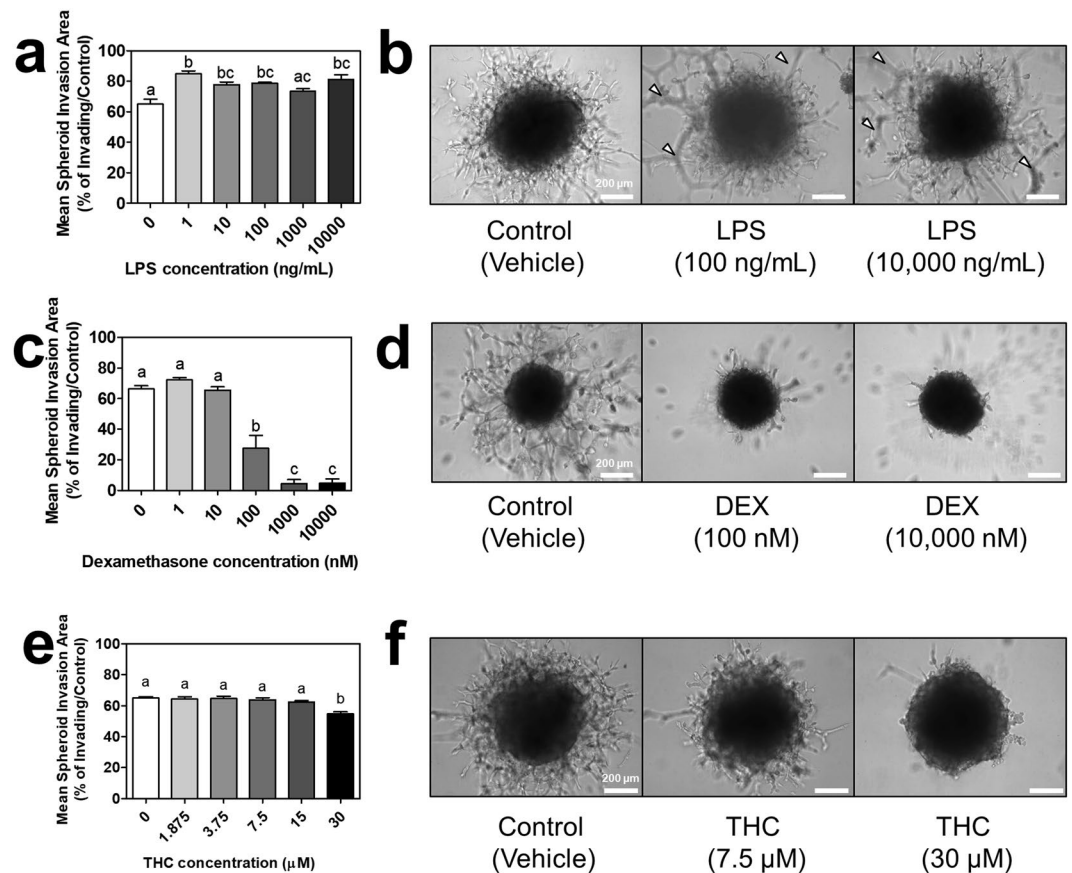 a
Mean Spheroid Invasion Area
(% of Invading/Control)
100
80
60
40
20
0
a
b
bc
bc
ac
bc
0
1
10
100
1000
10000
LPS concentration (ng/mL)
b
200 µm
Control
(Vehicle)
LPS
(100 ng/mL)
LPS
(10,000 ng/mL)
c
Mean Spheroid Invasion Area
(% of Invading/Control)
100
80
60
40
20
0
a
a
a
b
c
c
0
1
10
100
1000
10000
Dexamethasone concentration (nM)
d
200 µm
Control
(Vehicle)
DEX
(100 nM)
DEX
(10,000 nM)
e
Mean Spheroid Invasion Area
(% of Invading/Control)
100
80
60
40
20
0
a
a
a
a
a
b
0
1.875
3.75
7.5
15
30
THC concentration (µM)
f
200 µm
Control
(Vehicle)
THC
(7.5 µM)
THC
(30 µM)